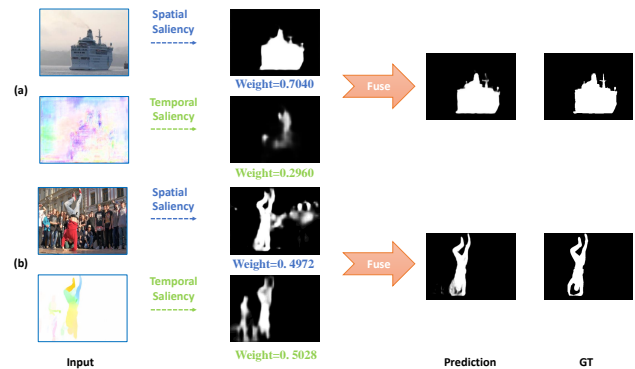 Spatial
Saliency
Weight=0.7040
(a)
Fuse
Temporal
Saliency
Weight=0.2960
Spatial
Saliency
Weight=0. 4972
(b)
Fuse
Temporal
Saliency
Weight=0. 5028
Input
Prediction
GT